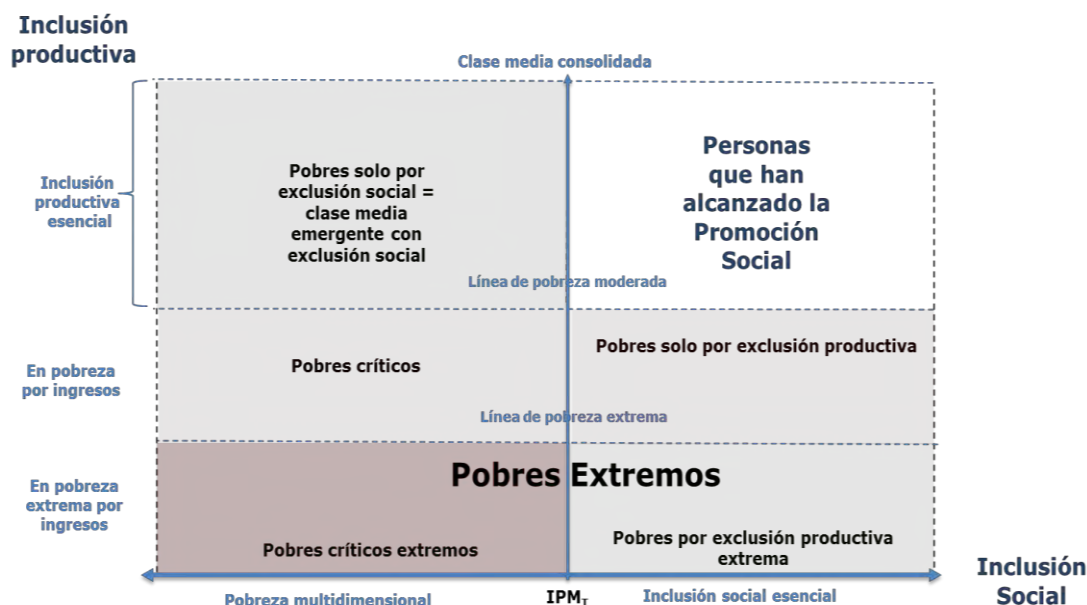 Inclusión
productiva
Clase media consolidada
Inclusión
productiva
esencial
Pobres solo por
exclusión social =
clase media
emergente con
exclusión social
Personas
que han
alcanzado la
Promoción
Social
Línea de pobreza moderada
En pobreza
por ingresos
Pobres críticos
Pobres solo por exclusión productiva
Línea de pobreza extrema
En pobreza
extrema por
ingresos
Pobres Extremos
Pobres críticos extremos
Pobres por exclusión productiva
extrema
Inclusión
Social
Pobreza multidimensional
IPMT
Inclusión social esencial